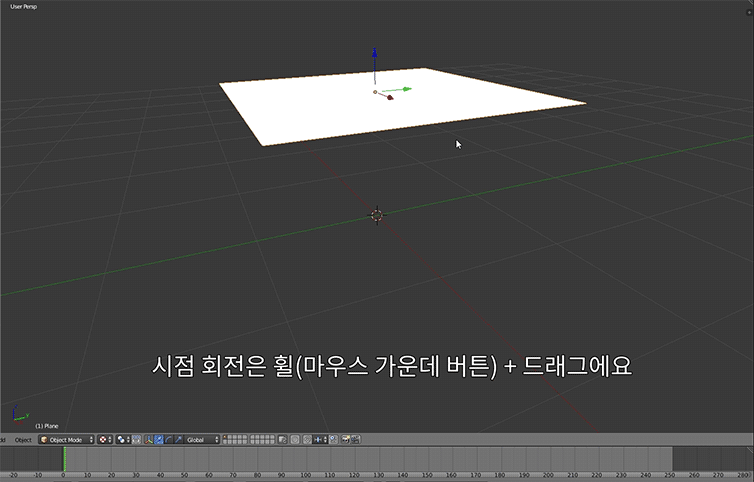 User Persp
시점 회전은 휠(마우스 가운데 버튼) + 드래그에요
(1) Plane
Object Object Mode Global
-20 -10 0 10 20 30 40 50 60 70 80 90 100 110 120 130 140 150 160 170 180 190 200 210 220 230 240 250 260 270 280